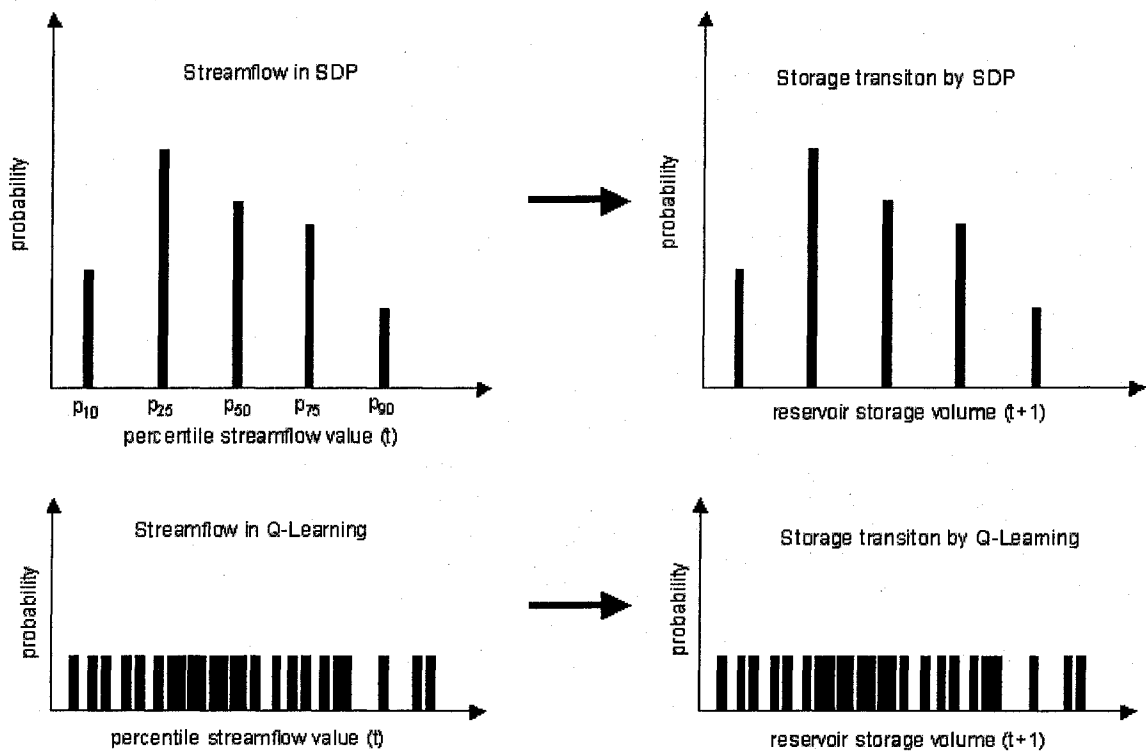 Streamflow in SDP
probability
p10 p25 p50 p75 p90
percentile streamflow value (t)
Storage transiton by SDP
probability
reservoir storage volume (t+1)
Streamflow in Q-Learning
probability
percentile streamflow value (t)
Storage transiton by Q-Learning
probability
reservoir storage volume (t+1)